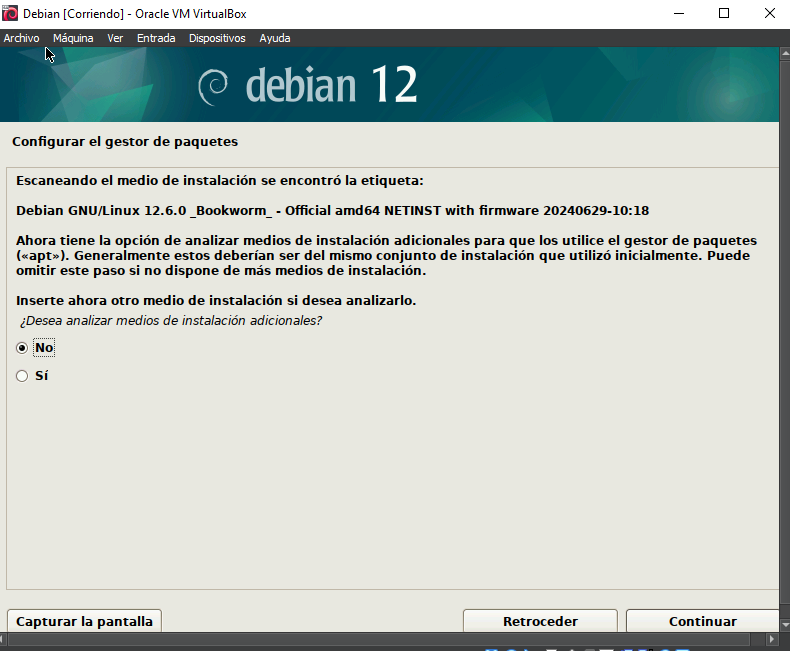 Debian [Corriendo] - Oracle VM VirtualBox
Archivo Máquina Ver Entrada Dispositivos Ayuda
debian 12
Configurar el gestor de paquetes
Escaneando el medio de instalación se encontró la etiqueta:
Debian GNU/Linux 12.6.0 _Bookworm_ - Official amd64 NETINST with firmware 20240629-10:18
Ahora tiene la opción de analizar medios de instalación adicionales para que los utilice el gestor de paquetes
(«apt»). Generalmente estos deberían ser del mismo conjunto de instalación que utilizó inicialmente. Puede
omitir este paso si no dispone de más medios de instalación.
Inserte ahora otro medio de instalación si desea analizarlo.
¿Desea analizar medios de instalación adicionales?
No
Sí
Capturar la pantalla Retroceder Continuar